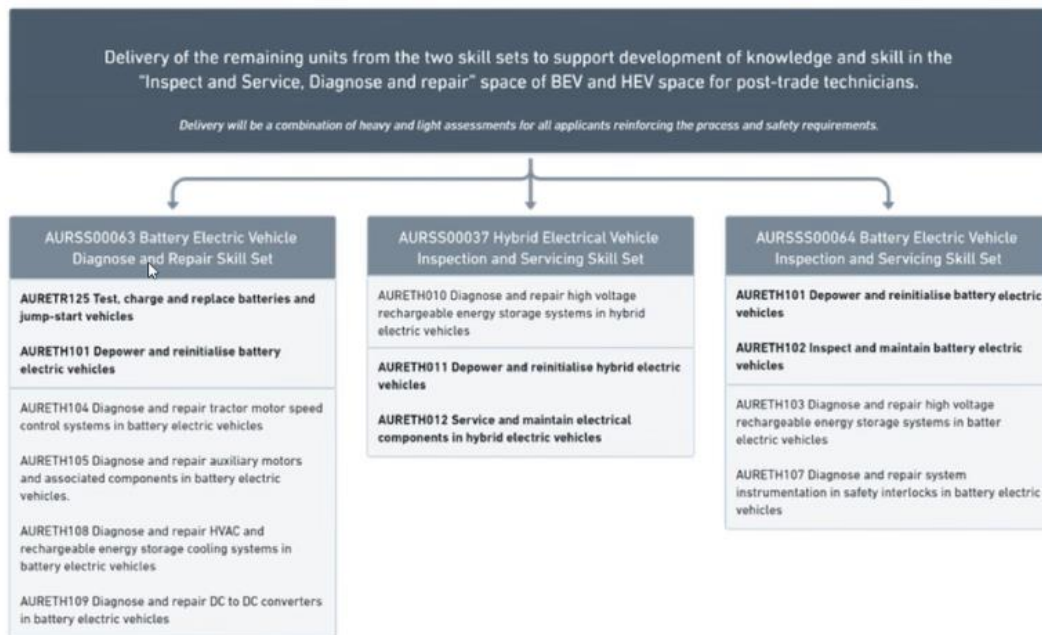 Delivery of the remaining units from the two skill sets to support development of knowledge and skill in the
"Inspect and Service, Diagnose and repair" space of BEV and HEV space for post-trade technicians.
Delivery will be a combination of heavy and light assessments for all applicants reinforcing the process and safety requirements.
AURSS00063 Battery Electric Vehicle
Diagnose and Repair Skill Set
AURETR125 Test, charge and replace batteries and
jump-start vehicles
AURETH101 Depower and reinitialise battery
electric vehicles
AURETH104 Diagnose and repair tractor motor speed
control systems in battery electric vehicles
AURETH105 Diagnose and repair auxiliary motors
and associated components in battery electric
vehicles.
AURETH108 Diagnose and repair HVAC and
rechargeable energy storage cooling systems in
battery electric vehicles
AURETH109 Diagnose and repair DC to DC converters
in battery electric vehicles
AURSS00037 Hybrid Electrical Vehicle
Inspection and Servicing Skill Set
AURETH010 Diagnose and repair high voltage
rechargeable energy storage systems in hybrid
electric vehicles
AURETH011 Depower and reinitialise hybrid electric
vehicles
AURETH012 Service and maintain electrical
components in hybrid electric vehicles
AURSSS00064 Battery Electric Vehicle
Inspection and Servicing Skill Set
AURETH101 Depower and reinitialise battery electric
vehicles
AURETH102 Inspect and maintain battery electric
vehicles
AURETH103 Diagnose and repair high voltage
rechargeable energy storage systems in batter
electric vehicles
AURETH107 Diagnose and repair system
instrumentation in safety interlocks in battery electric
vehicles